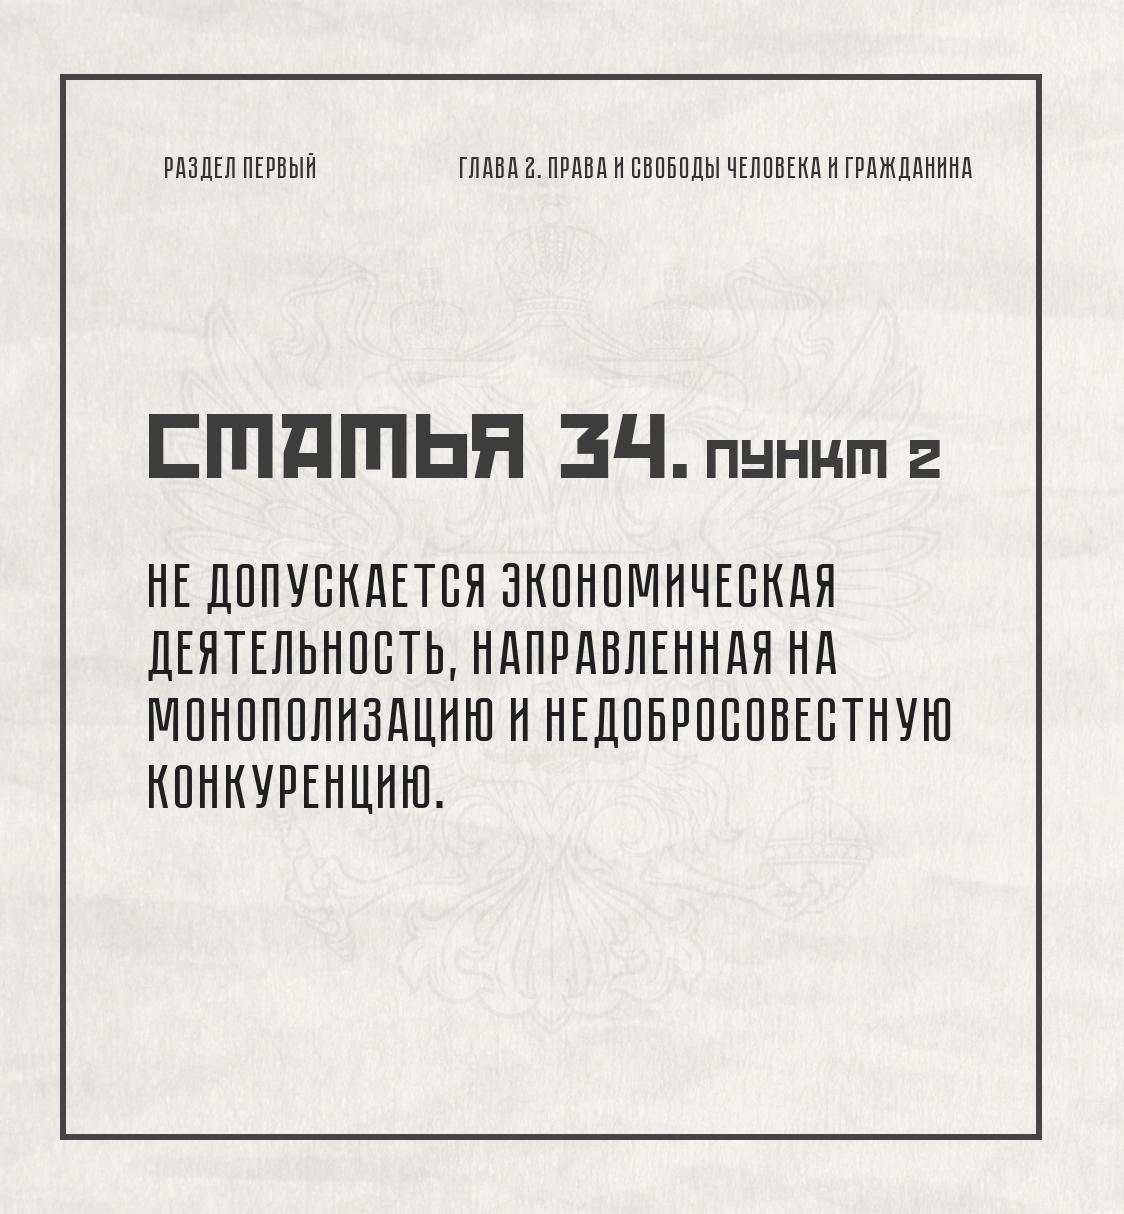 РАЗДЕЛ ПЕРВЫЙ
ГЛАВА 2. ПРАВА И СВОБОДЫ ЧЕЛОВЕКА И ГРАЖДАНИНА
СТАТЬЯ 34. ПУНКТ 2
НЕ ДОПУСКАЕТСЯ ЭКОНОМИЧЕСКАЯ
ДЕЯТЕЛЬНОСТЬ, НАПРАВЛЕННАЯ НА
МОНОПОЛИЗАЦИЮ И НЕДОБРОСОВЕСТНУЮ
КОНКУРЕНЦИЮ.